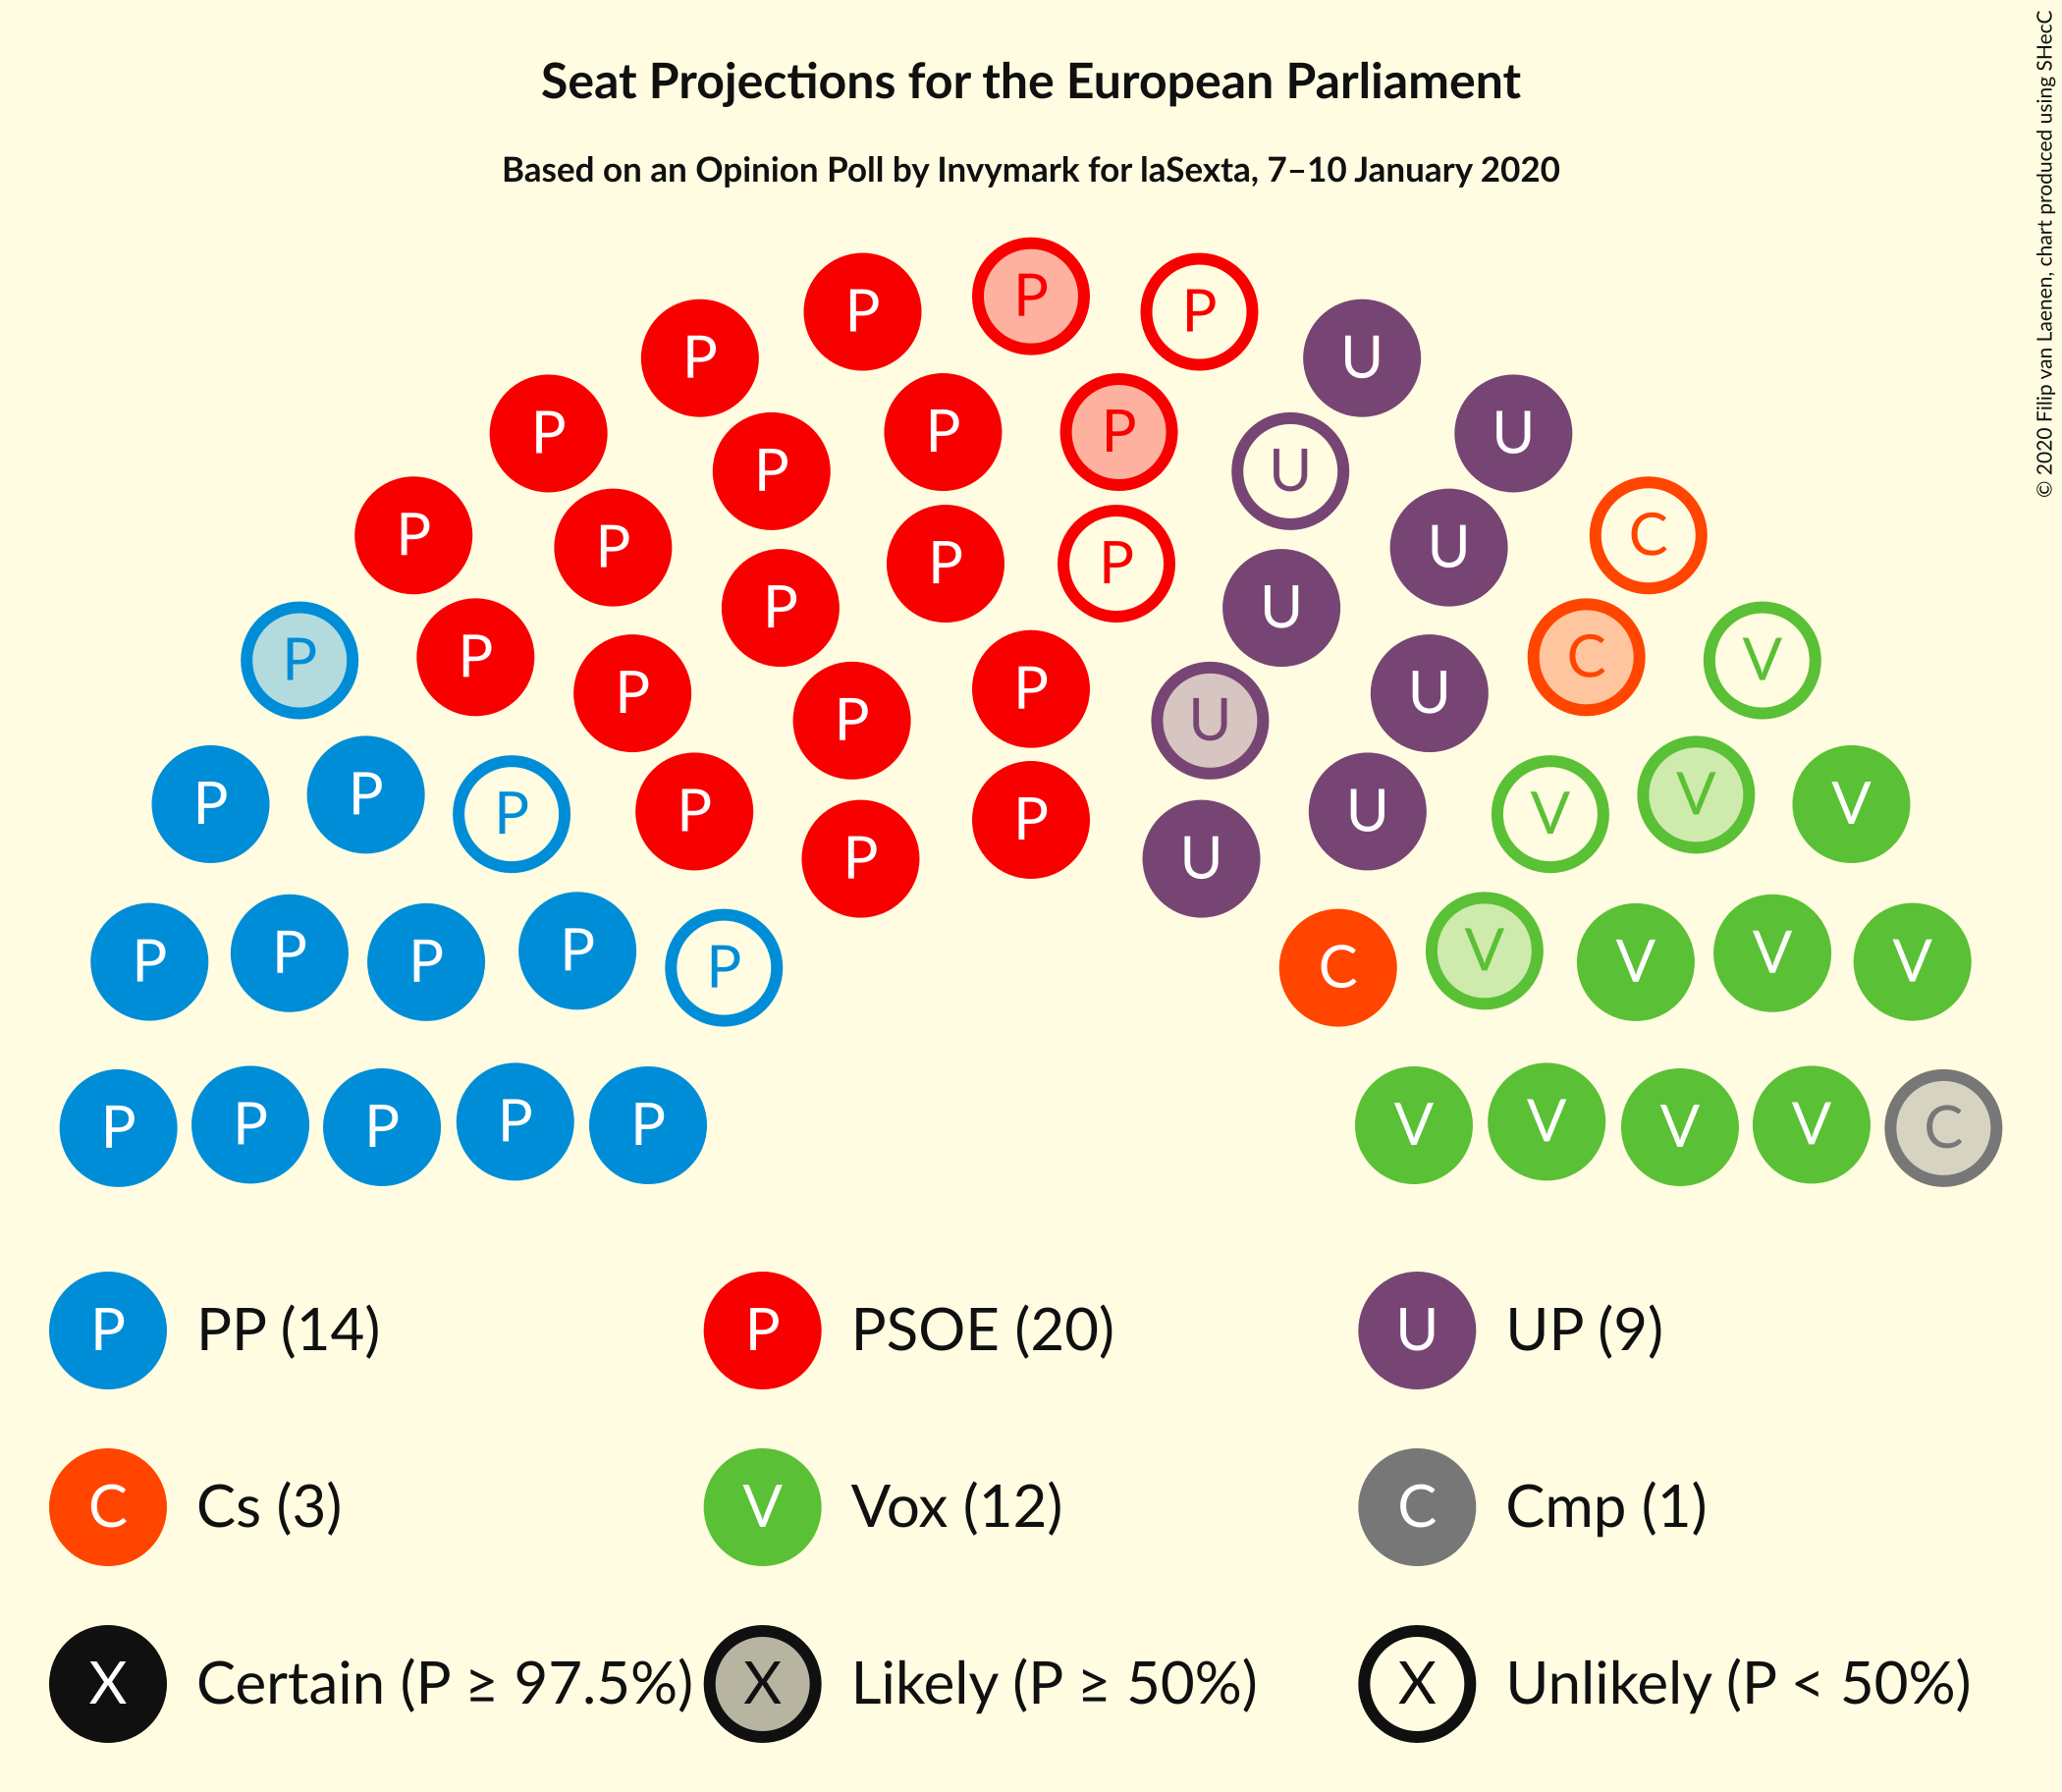 Seat Projections for the European Parliament
Based on an Opinion Poll by Invymark for laSexta, 7–10 January 2020
© 2020 Filip van Laenen, chart produced using SHecC
P P P
P P P U
P P P U
P U U
P P P P U
P U C
P P P U C V
P P P U
P P P U U V V V
P P U
P P P P P C V V V V
P P P P P V V V V C
P PP (14) P PSOE (20) U UP (9)
C Cs (3) V Vox (12) C Cmp (1)
X Certain (P ≥ 97.5%) X Likely (P ≥ 50%) X Unlikely (P < 50%)